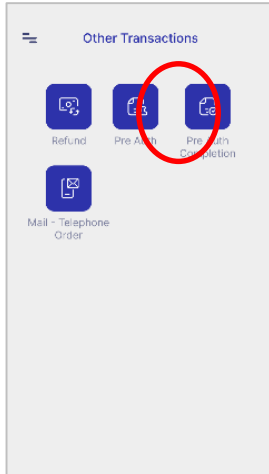 Other Transactions
Refund
Pre Auth
Pre Auth
Completion
Mail - Telephone
Order